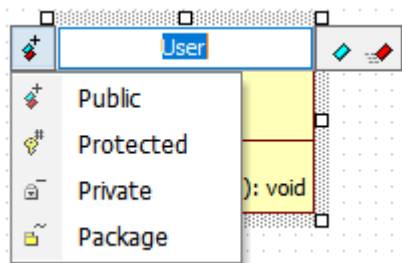 User
Public
Protected
Private
): void
Package